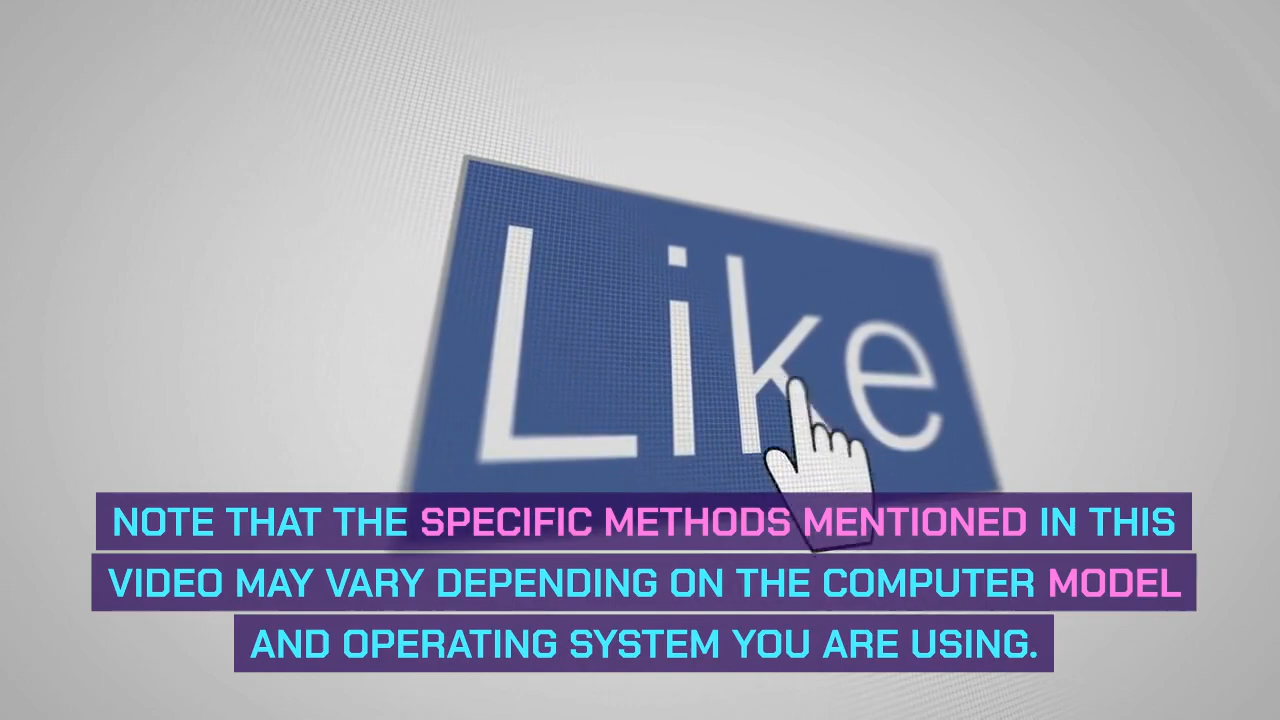 Like
NOTE THAT THE SPECIFIC METHODS MENTIONED IN THIS
VIDEO MAY VARY DEPENDING ON THE COMPUTER MODEL
AND OPERATING SYSTEM YOU ARE USING.